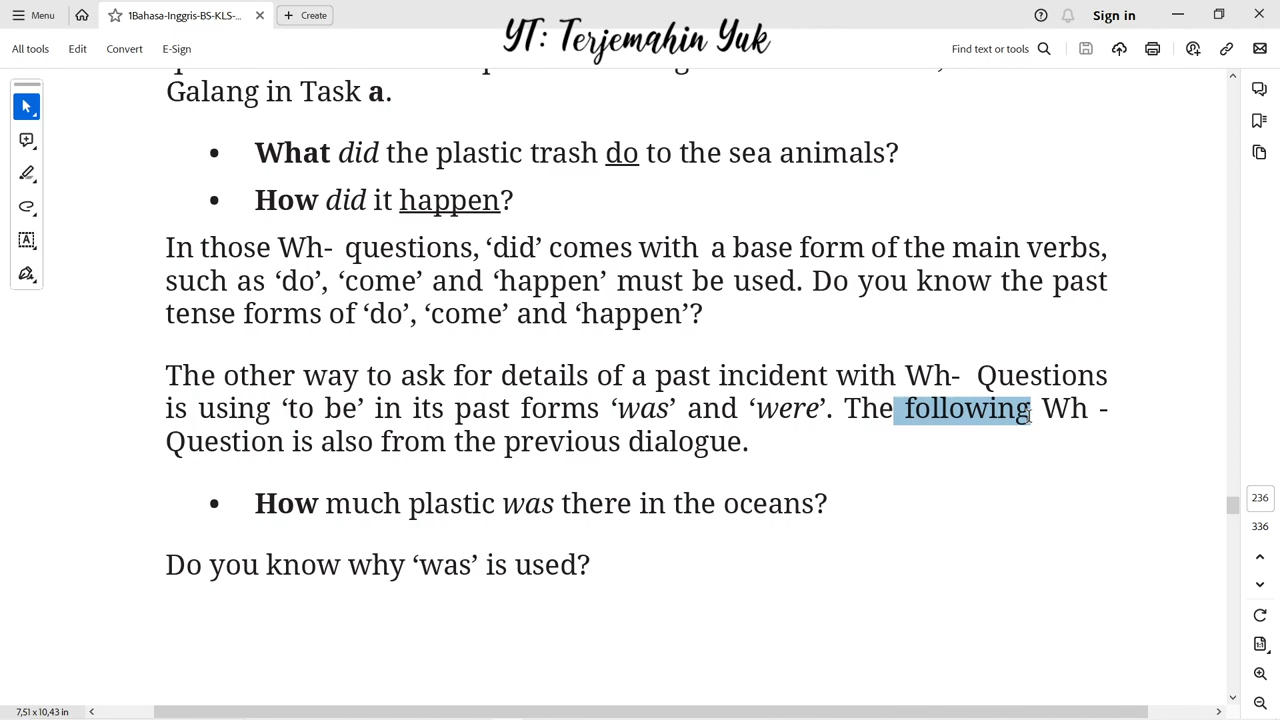 Menu
1Bahasa-Inggris-BS-KLS-...
Create
Sign in
YT: Terjemahin Yuk
All tools
Edit
Convert
E-Sign
Find text or tools
Galang in Task a.
• What did the plastic trash do to the sea animals?
• How did it happen?
In those Wh- questions, ‘did’ comes with a base form of the main verbs,
such as ‘do’, ‘come’ and ‘happen’ must be used. Do you know the past
tense forms of ‘do’, ‘come’ and ‘happen’?
The other way to ask for details of a past incident with Wh- Questions
is using ‘to be’ in its past forms ‘was’ and ‘were’. The following Wh -
Question is also from the previous dialogue.
• How much plastic was there in the oceans?
Do you know why ‘was’ is used?
236
336
7,51 x 10,43 in